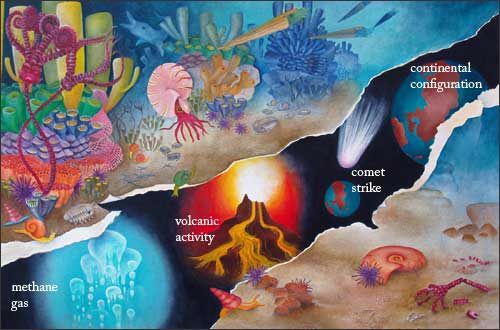 continental
configuration
comet
strike
volcanic
activity
methane
gas